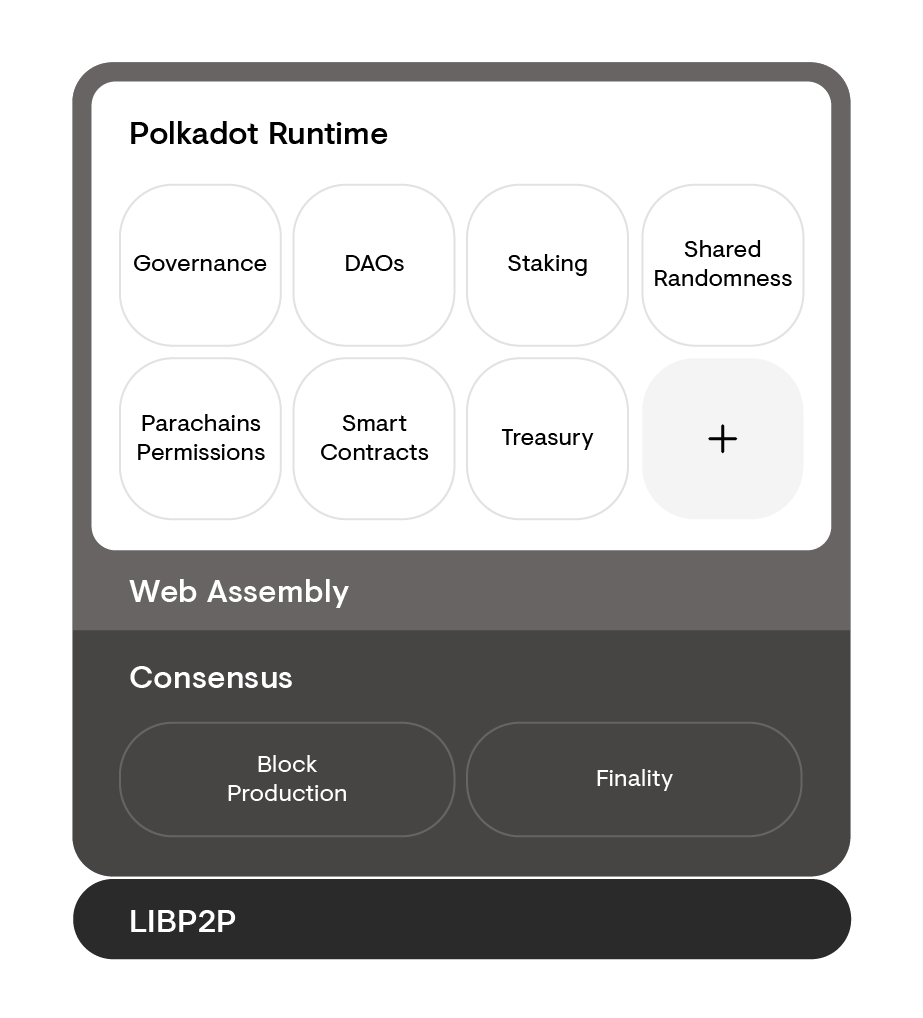 Polkadot Runtime
Governance
DAOs
Staking
Shared
Randomness
Parachains
Permissions
Smart
Contracts
Treasury
+
Web Assembly
Consensus
Block
Production
Finality
LIBP2P